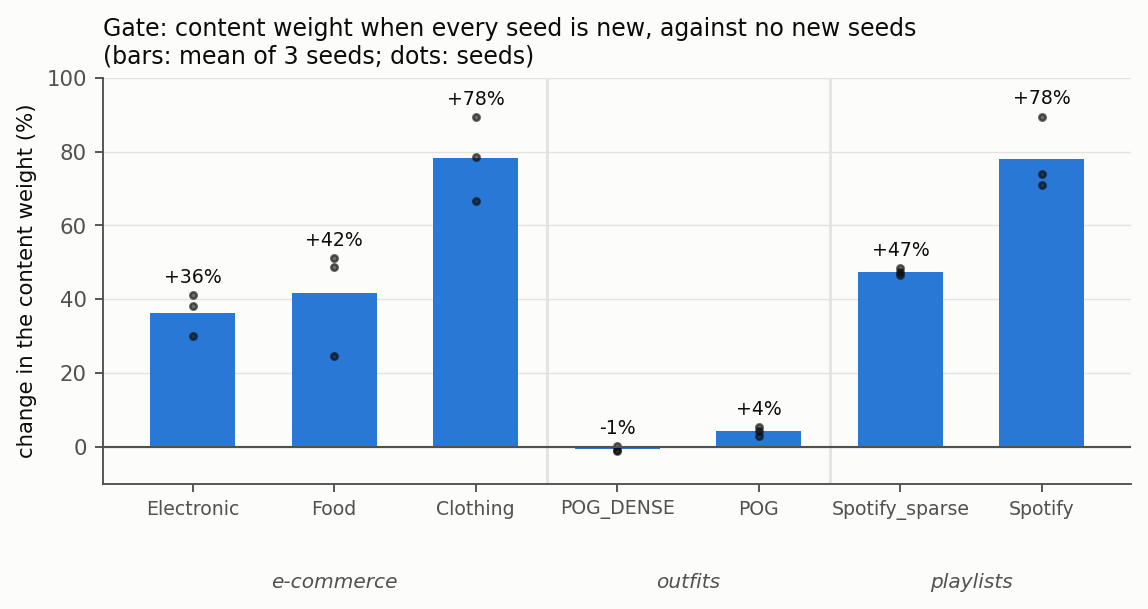 Gate: content weight when every seed is new, against no new seeds
(bars: mean of 3 seeds; dots: seeds)
change in the content weight (%)
100
80
60
40
20
0
+36%
+42%
+78%
-1%
+4%
+47%
+78%
Electronic
Food
Clothing
POG_DENSE
POG
Spotify_sparse
Spotify
e-commerce
outfits
playlists